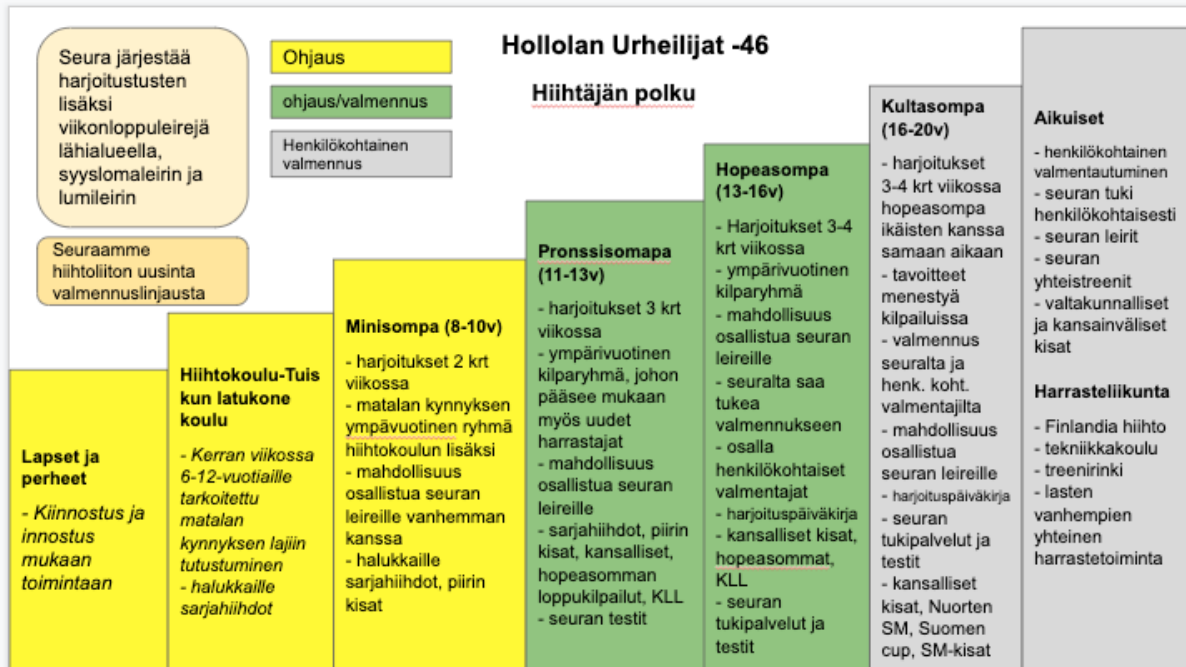 Seura järjestää
harjoitustusten
lisäksi
viikonloppuleirejä
lähialueella,
syyslomaleirin ja
lumileirin
Seuraamme
hiihtoliiton uusinta
valmennuslinjausta
Ohjaus
ohjaus/valmennus
Henkilökohtainen
valmennus
Hollolan Urheilijat -46
Hiihtäjän polku
Lapset ja
perheet
- Kiinnostus ja
innostus
mukaan
toimintaan
Hiihtokoulu-Tuis
kun latukone
koulu
- Kerran viikossa
6-12-vuotiaille
tarkoitettu
matalan
kynnyksen lajiin
tutustuminen
- halukkaille
sarjahiihdot
Minisompa (8-10v)
- harjoitukset 2 krt
viikossa
- matalan kynnyksen
ympävuotinen ryhmä
hiihtokoulun lisäksi
- mahdollisuus
osallistua seuran
leireille vanhemman
kanssa
- halukkaille
sarjahiihdot, piirin
kisat
Pronssisomapa
(11-13v)
- harjoitukset 3 krt
viikossa
- ympärivuotinen
kilparyhmä, johon
pääsee mukaan
myös uudet
harrastajat
- mahdollisuus
osallistua seuran
leireille
- sarjahiihdot, piirin
kisat, kansalliset,
hopeasomman
loppukilpailut, KLL
- seuran testit
Hopeasompa
(13-16v)
- Harjoitukset 3-4
krt viikossa
- ympärivuotinen
kilparyhmä
- mahdollisuus
osallistua seuran
leireille
- seuralta saa
tukea
valmennukseen
- osalla
henkilökohtaiset
valmentajat
- harjoituspäiväkirja
- kansalliset kisat,
hopeasommat,
KLL
- seuran
tukipalvelut ja
testit
Kultasompa
(16-20v)
- harjoitukset
3-4 krt viikossa
hopeasompa
ikäisten kanssa
samaan aikaan
- tavoitteet
menestyä
kilpailuissa
- valmennus
seuralta ja
henk. koht.
valmentajilta
- mahdollisuus
osallistua
seuran leireille
- harjoituspäiväkirja
- seuran
tukipalvelut ja
testit
- kansalliset
kisat, Nuorten
SM, Suomen
cup, SM-kisat
Aikuiset
- henkilökohtainen
valmentautuminen
- seuran tuki
henkilökohtaisesti
- seuran leirit
- seuran
yhteistreenit
- valtakunnalliset
ja kansainväliset
kisat
Harrasteliikunta
- Finlandia hiihto
- tekniikkakoulu
- treenirinki
- lasten
vanhempien
yhteinen
harrastetoiminta